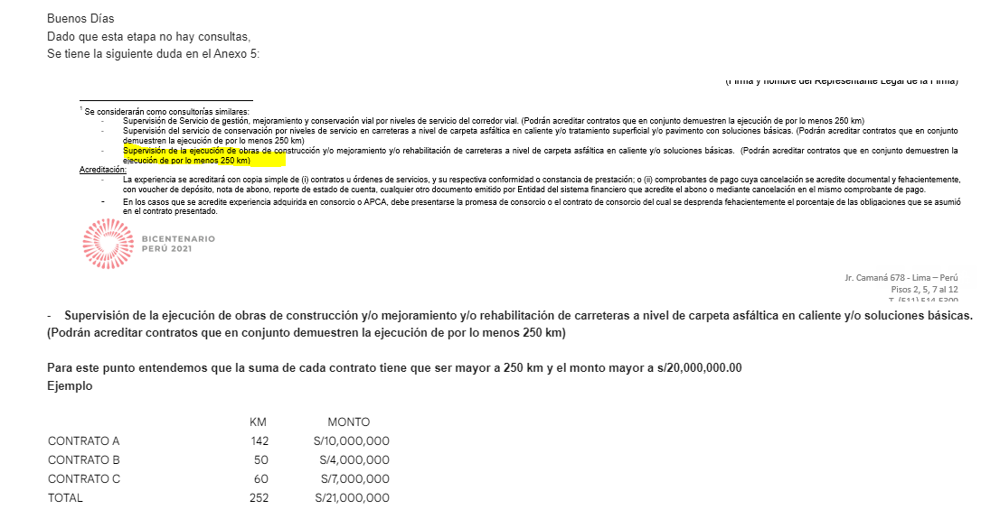 Buenos Días
Dado que esta etapa no hay consultas,
Se tiene la siguiente duda en el Anexo 5:
(Firma y nombre del Representante Legal de la Firma)
1 Se considerarán como consultorías similares:
- Supervisión de Servicio de gestión, mejoramiento y conservación vial por niveles de servicio del corredor vial. (Podrán acreditar contratos que en conjunto demuestren la ejecución de por lo menos 250 km)
- Supervisión del servicio de conservación por niveles de servicio en carreteras a nivel de carpeta asfáltica en caliente y/o tratamiento superficial y/o pavimento con soluciones básicas. (Podrán acreditar contratos que en conjunto
demuestren la ejecución de por lo menos 250 km)
- Supervisión de la ejecución de obras de construcción y/o mejoramiento y/o rehabilitación de carreteras a nivel de carpeta asfáltica en caliente y/o soluciones básicas. (Podrán acreditar contratos que en conjunto demuestren la
ejecución de por lo menos 250 km)
Acreditación:
- La experiencia se acreditará con copia simple de (i) contratos u órdenes de servicios, y su respectiva conformidad o constancia de prestación; o (ii) comprobantes de pago cuya cancelación se acredite documental y fehacientemente,
con voucher de depósito, nota de abono, reporte de estado de cuenta, cualquier otro documento emitido por Entidad del sistema financiero que acredite el abono o mediante cancelación en el mismo comprobante de pago.
- En los casos que se acredite experiencia adquirida en consorcio o APCA, debe presentarse la promesa de consorcio o el contrato de consorcio del cual se desprenda fehacientemente el porcentaje de las obligaciones que se asumió
en el contrato presentado.
BICENTENARIO
PERÚ 2021
Jr. Camaná 678 - Lima – Perú
Pisos 2, 5, 7 al 12
T. (511) 514-5300
- Supervisión de la ejecución de obras de construcción y/o mejoramiento y/o rehabilitación de carreteras a nivel de carpeta asfáltica en caliente y/o soluciones básicas.
(Podrán acreditar contratos que en conjunto demuestren la ejecución de por lo menos 250 km)
Para este punto entendemos que la suma de cada contrato tiene que ser mayor a 250 km y el monto mayor a s/20,000,000.00
Ejemplo
KM MONTO
CONTRATO A 142 S/10,000,000
CONTRATO B 50 S/4,000,000
CONTRATO C 60 S/7,000,000
TOTAL 252 S/21,000,000